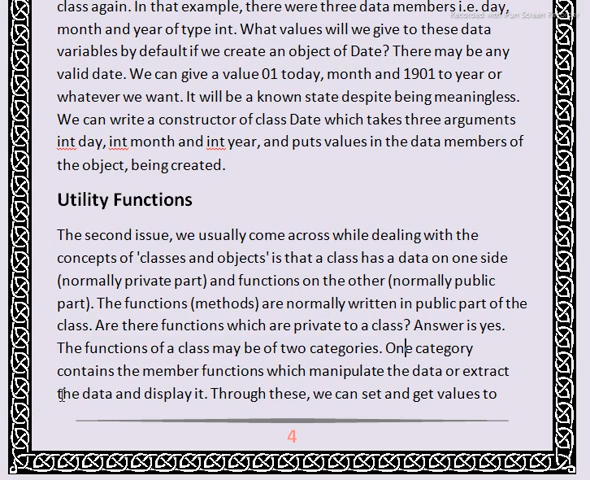 Recorded with iFun Screen Recorder
class again. In that example, there were three data members i.e. day,
month and year of type int. What values will we give to these data
variables by default if we create an object of Date? There may be any
valid date. We can give a value 01 today, month and 1901 to year or
whatever we want. It will be a known state despite being meaningless.
We can write a constructor of class Date which takes three arguments
int day, int month and int year, and puts values in the data members of
the object, being created.
Utility Functions
The second issue, we usually come across while dealing with the
concepts of 'classes and objects' is that a class has a data on one side
(normally private part) and functions on the other (normally public
part). The functions (methods) are normally written in public part of the
class. Are there functions which are private to a class? Answer is yes.
The functions of a class may be of two categories. One category
contains the member functions which manipulate the data or extract
the data and display it. Through these, we can set and get values to
4